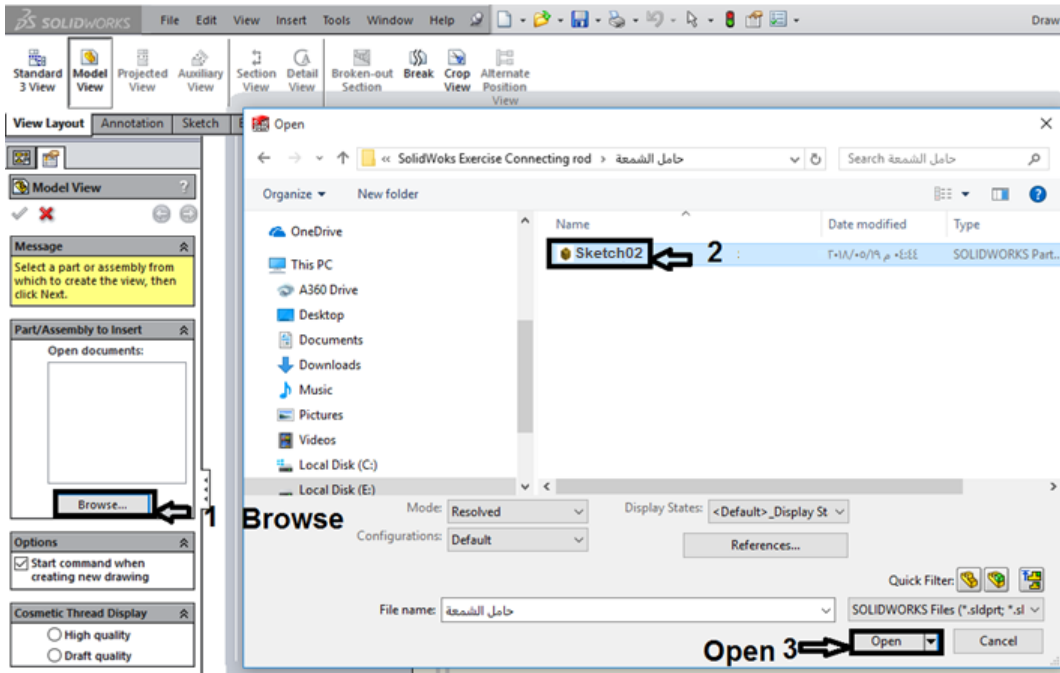 SOLIDWORKS File Edit View Insert Tools Window Help Draw
Standard 3 View
Model View
Projected View
Auxiliary View
Section View
Detail View
Broken-out Section
Break
Crop View
Alternate Position View
View Layout Annotation Sketch
Model View ?
Message
Select a part or assembly from
which to create the view, then
click Next.
Part/Assembly to Insert
Open documents:
Browse...
1 Browse
Options
Start command when
creating new drawing
Cosmetic Thread Display
High quality
Draft quality
Open
« SolidWoks Exercise Connecting rod › حامل الشمعة
Search حامل الشمعة
Organize New folder
OneDrive
This PC
A360 Drive
Desktop
Documents
Downloads
Music
Pictures
Videos
Local Disk (C:)
Local Disk (E:)
Name Date modified Type
Sketch02 2 : ٢٠١٨/٠٥/١٩ م ٠٤:٤٤ SOLIDWORKS Part...
Mode: Resolved
Configurations: Default
Display States: <Default>_Display St
References...
Quick Filter:
File name: حامل الشمعة
SOLIDWORKS Files (*.sldprt; *.sl
Open 3 Open Cancel